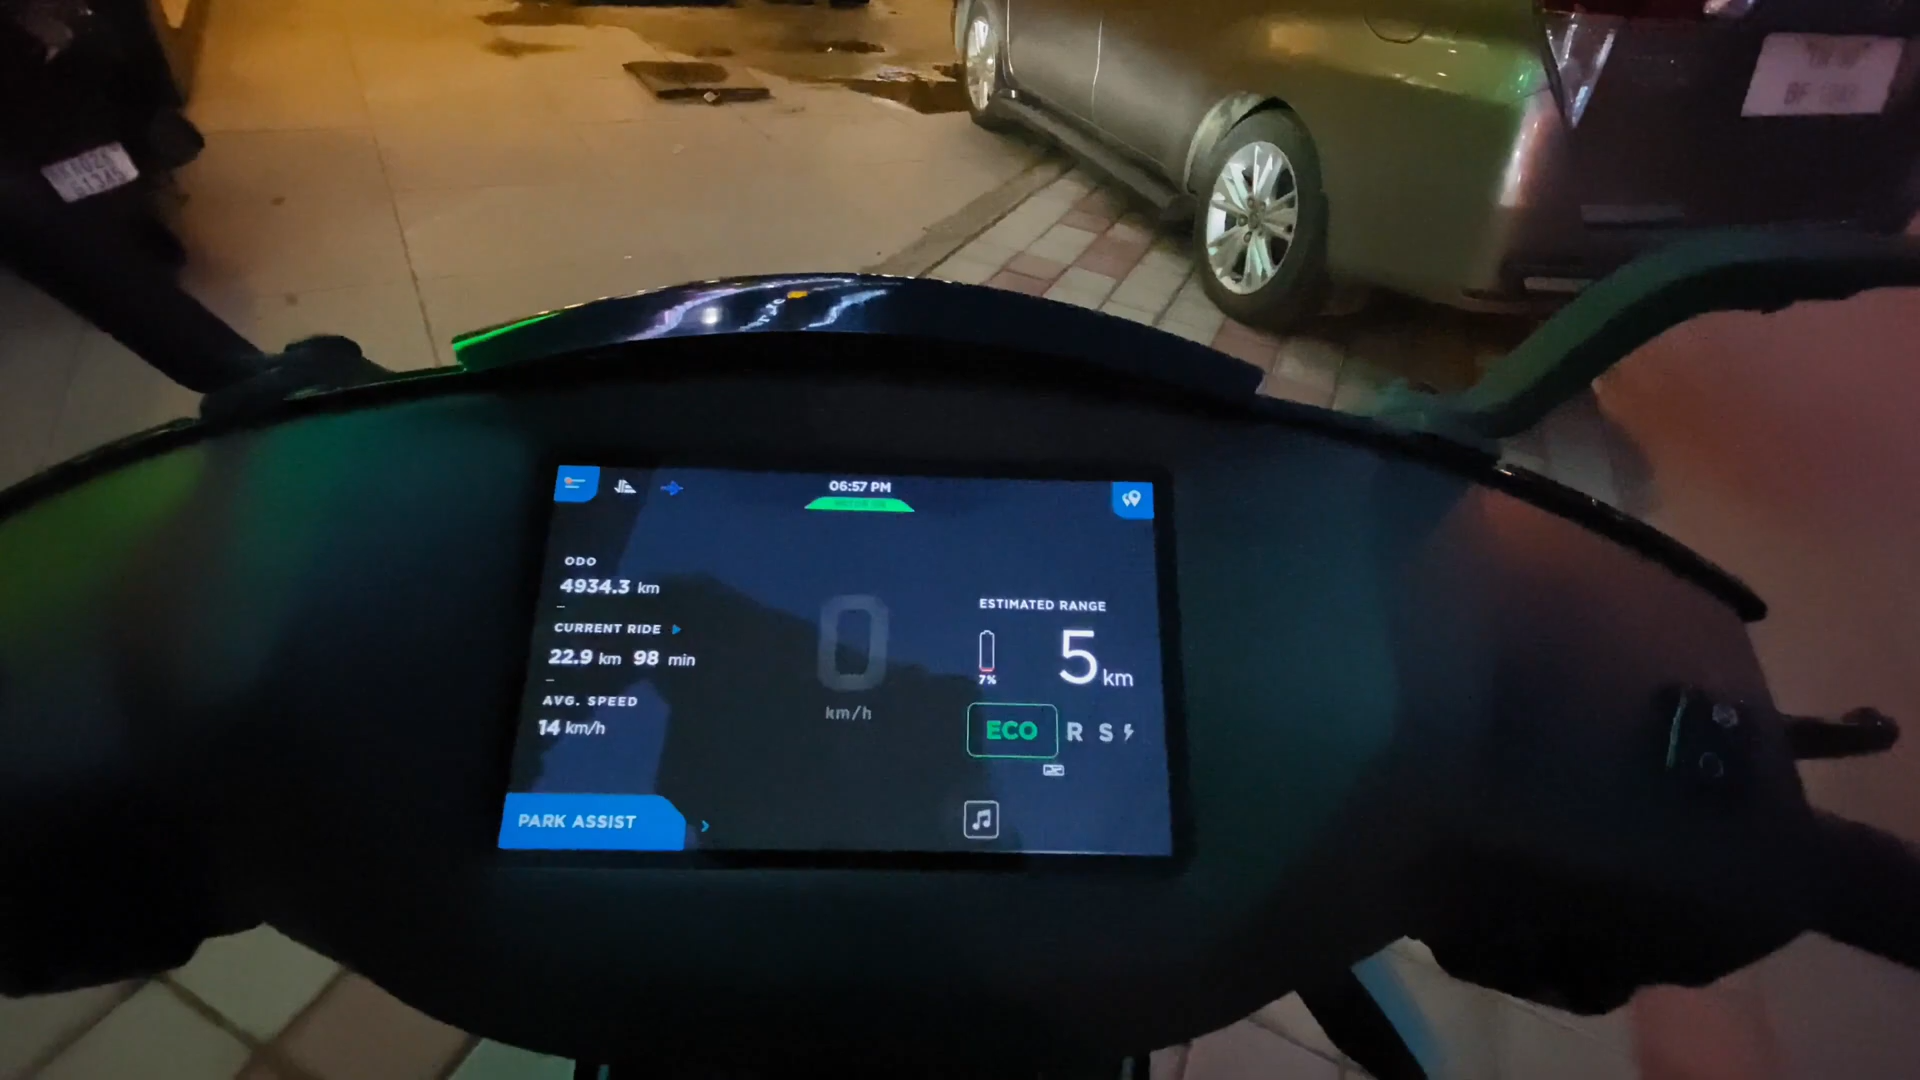 06:57 PM
ODO
4934.3 km
CURRENT RIDE
22.9 km 98 min
AVG. SPEED
14 km/h
0
km/h
ESTIMATED RANGE
5 km
7%
ECO R S
PARK ASSIST